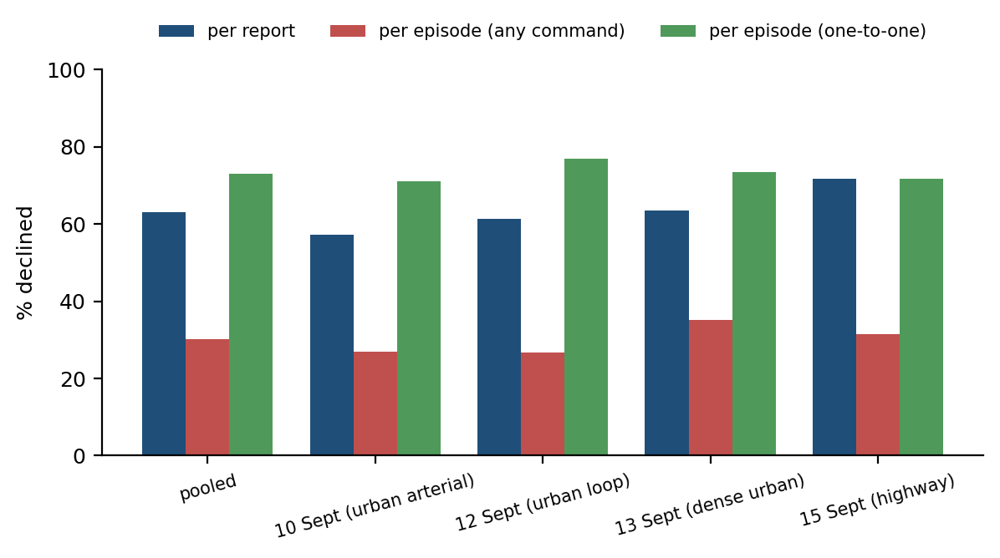 per report per episode (any command) per episode (one-to-one)
100
80
60
40
20
0
% declined
pooled
10 Sept (urban arterial)
12 Sept (urban loop)
13 Sept (dense urban)
15 Sept (highway)